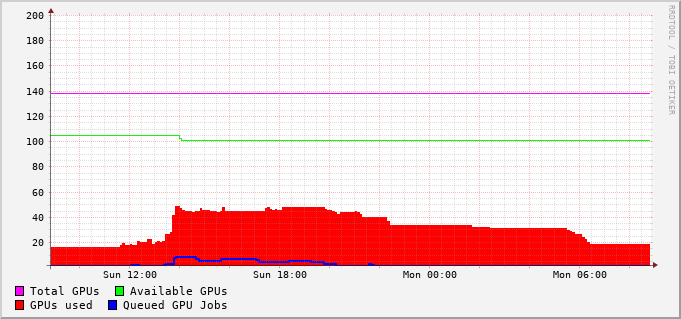 200
180
160
140
120
100
80
60
40
20
Sun 12:00 Sun 18:00 Mon 00:00 Mon 06:00
Total GPUs Available GPUs
GPUs used Queued GPU Jobs
RRDTOOL / TOBI OETIKER